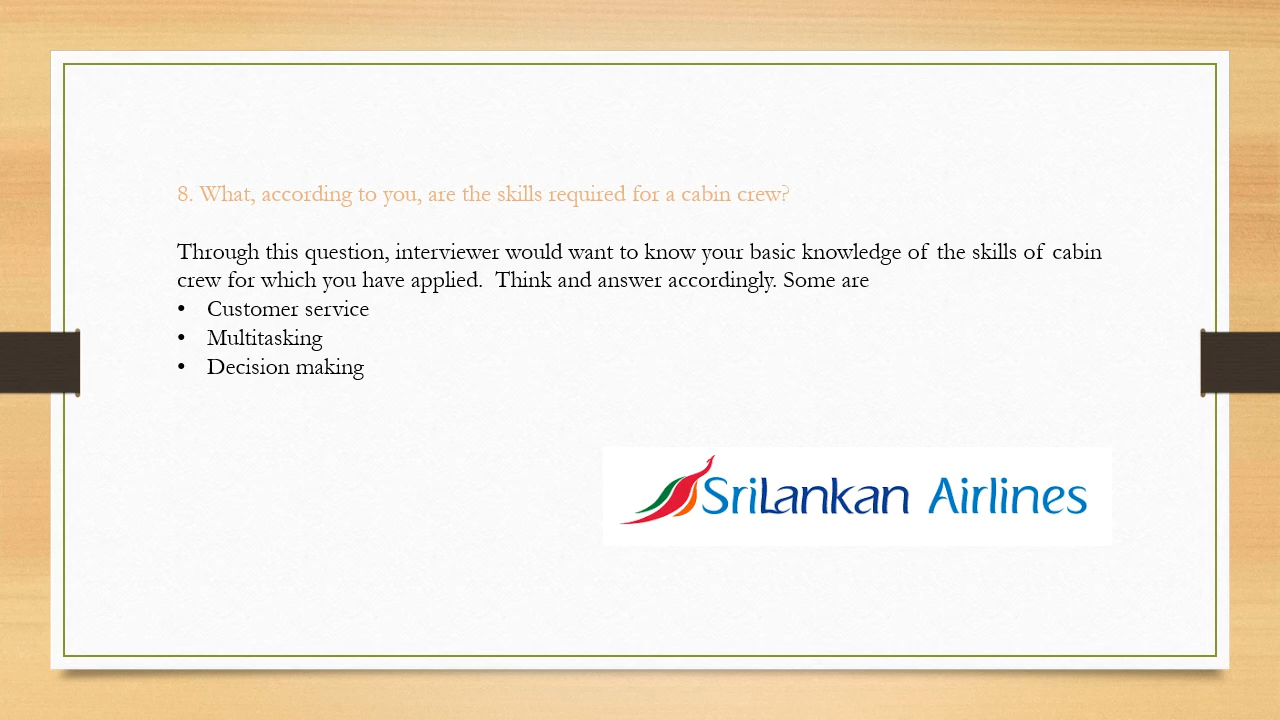 8. What, according to you, are the skills required for a cabin crew?
Through this question, interviewer would want to know your basic knowledge of the skills of cabin
crew for which you have applied.  Think and answer accordingly. Some are
• Customer service
• Multitasking
• Decision making
SriLankan Airlines